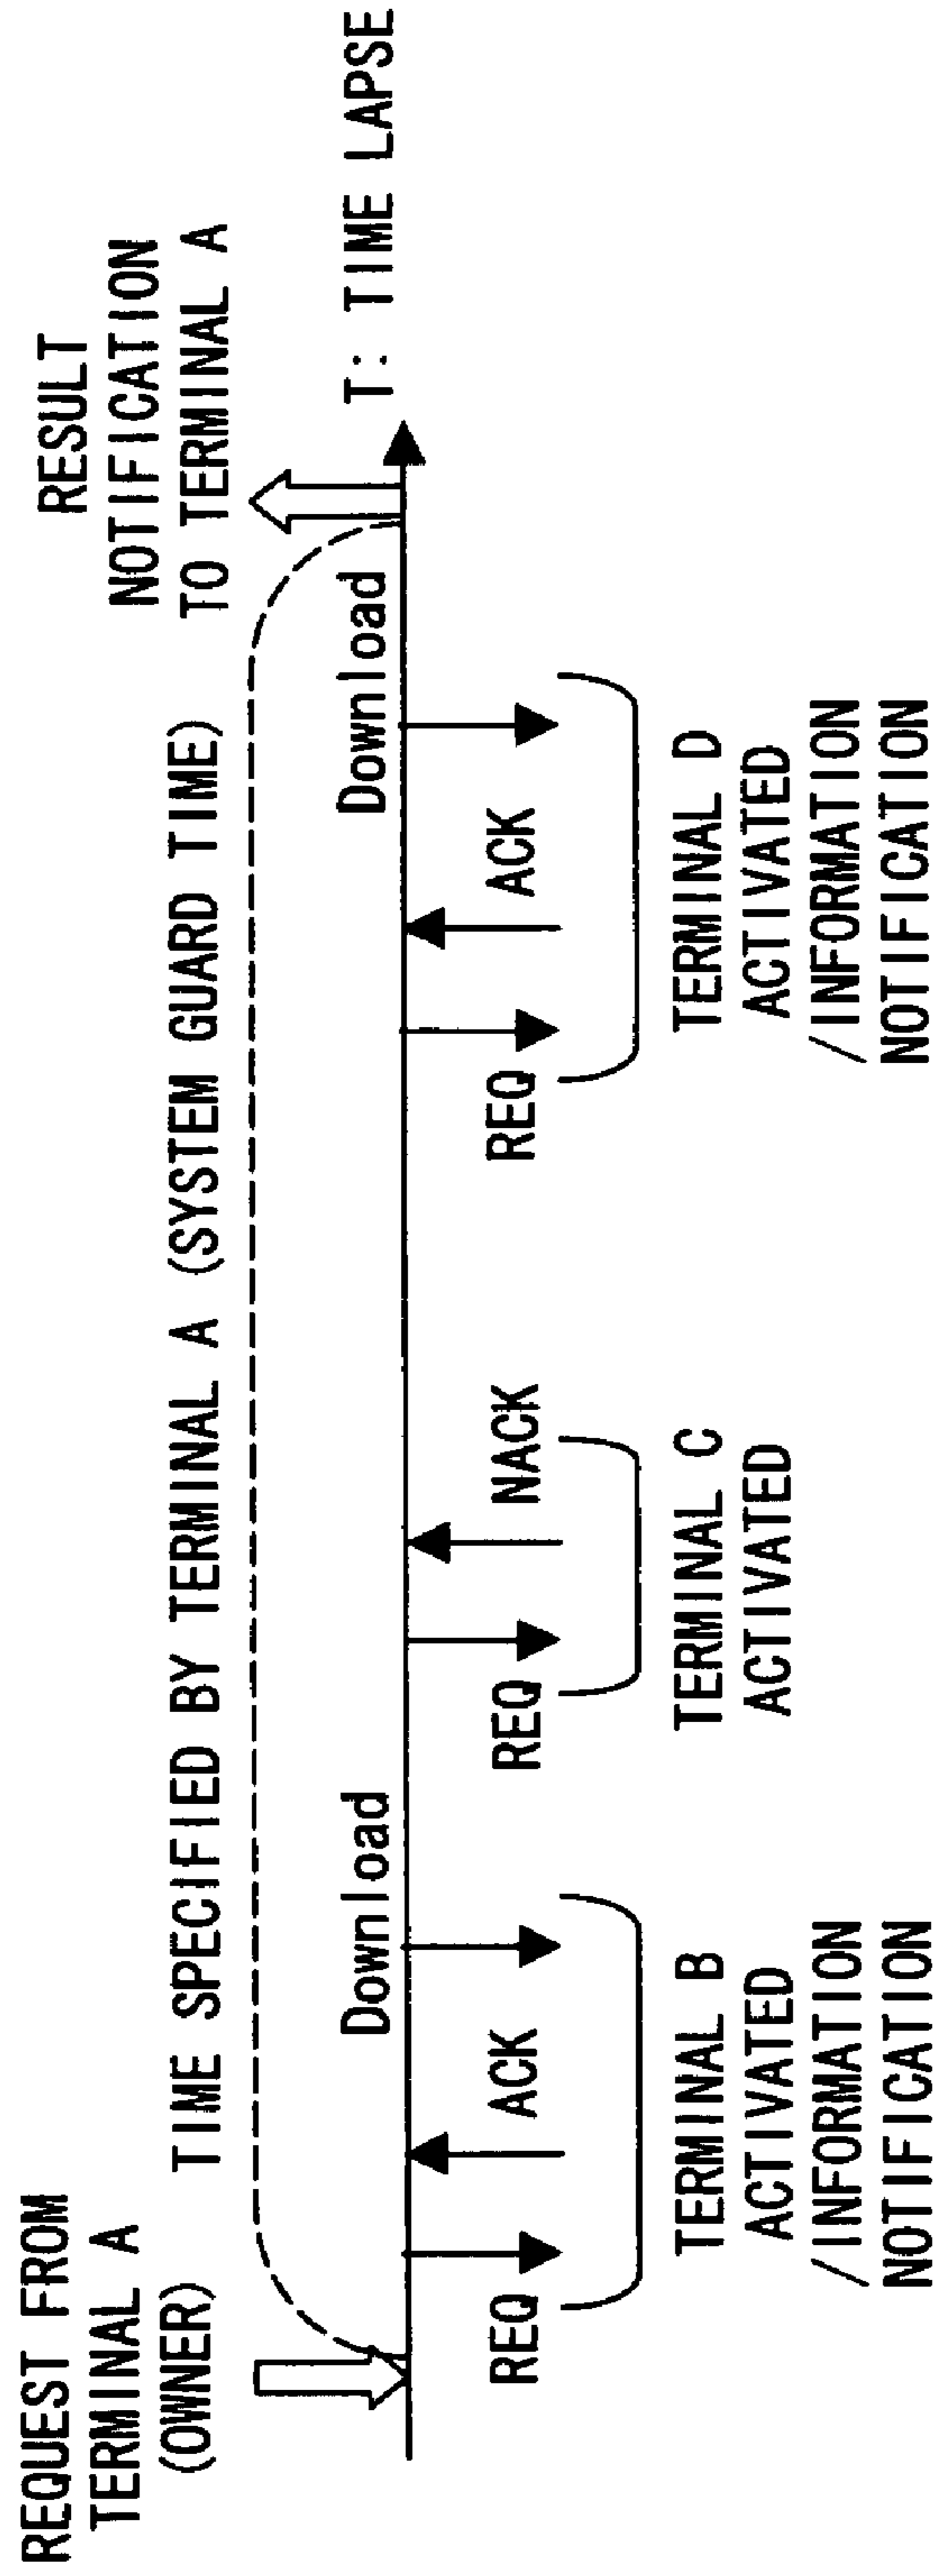 REQUEST FROM
TERMINAL A
(OWNER)
TIME SPECIFIED BY TERMINAL A (SYSTEM GUARD TIME)
RESULT
NOTIFICATION
TO TERMINAL A
Download
Download
T: TIME LAPSE
REQ
ACK
REQ
NACK
REQ
ACK
TERMINAL B
ACTIVATED
/INFORMATION
NOTIFICATION
TERMINAL C
ACTIVATED
TERMINAL D
ACTIVATED
/INFORMATION
NOTIFICATION